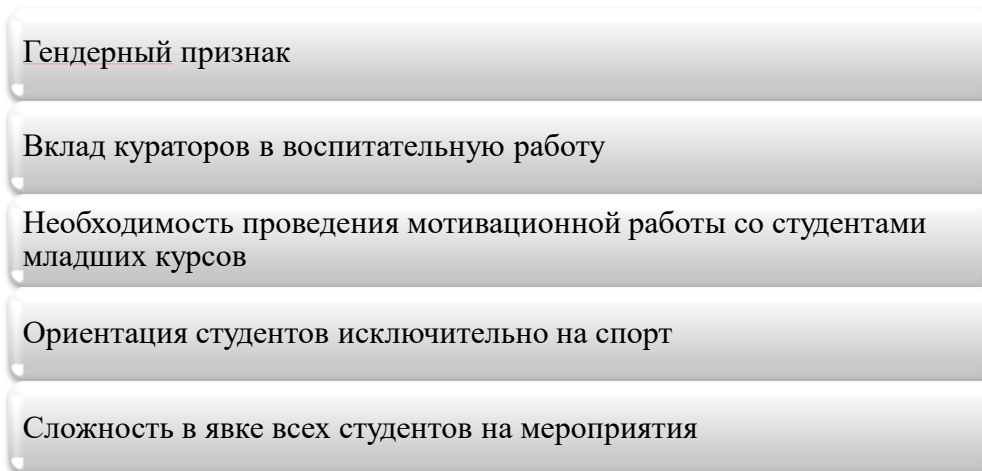 Гендерный признак
Вклад кураторов в воспитательную работу
Необходимость проведения мотивационной работы со студентами
младших курсов
Ориентация студентов исключительно на спорт
Сложность в явке всех студентов на мероприятия